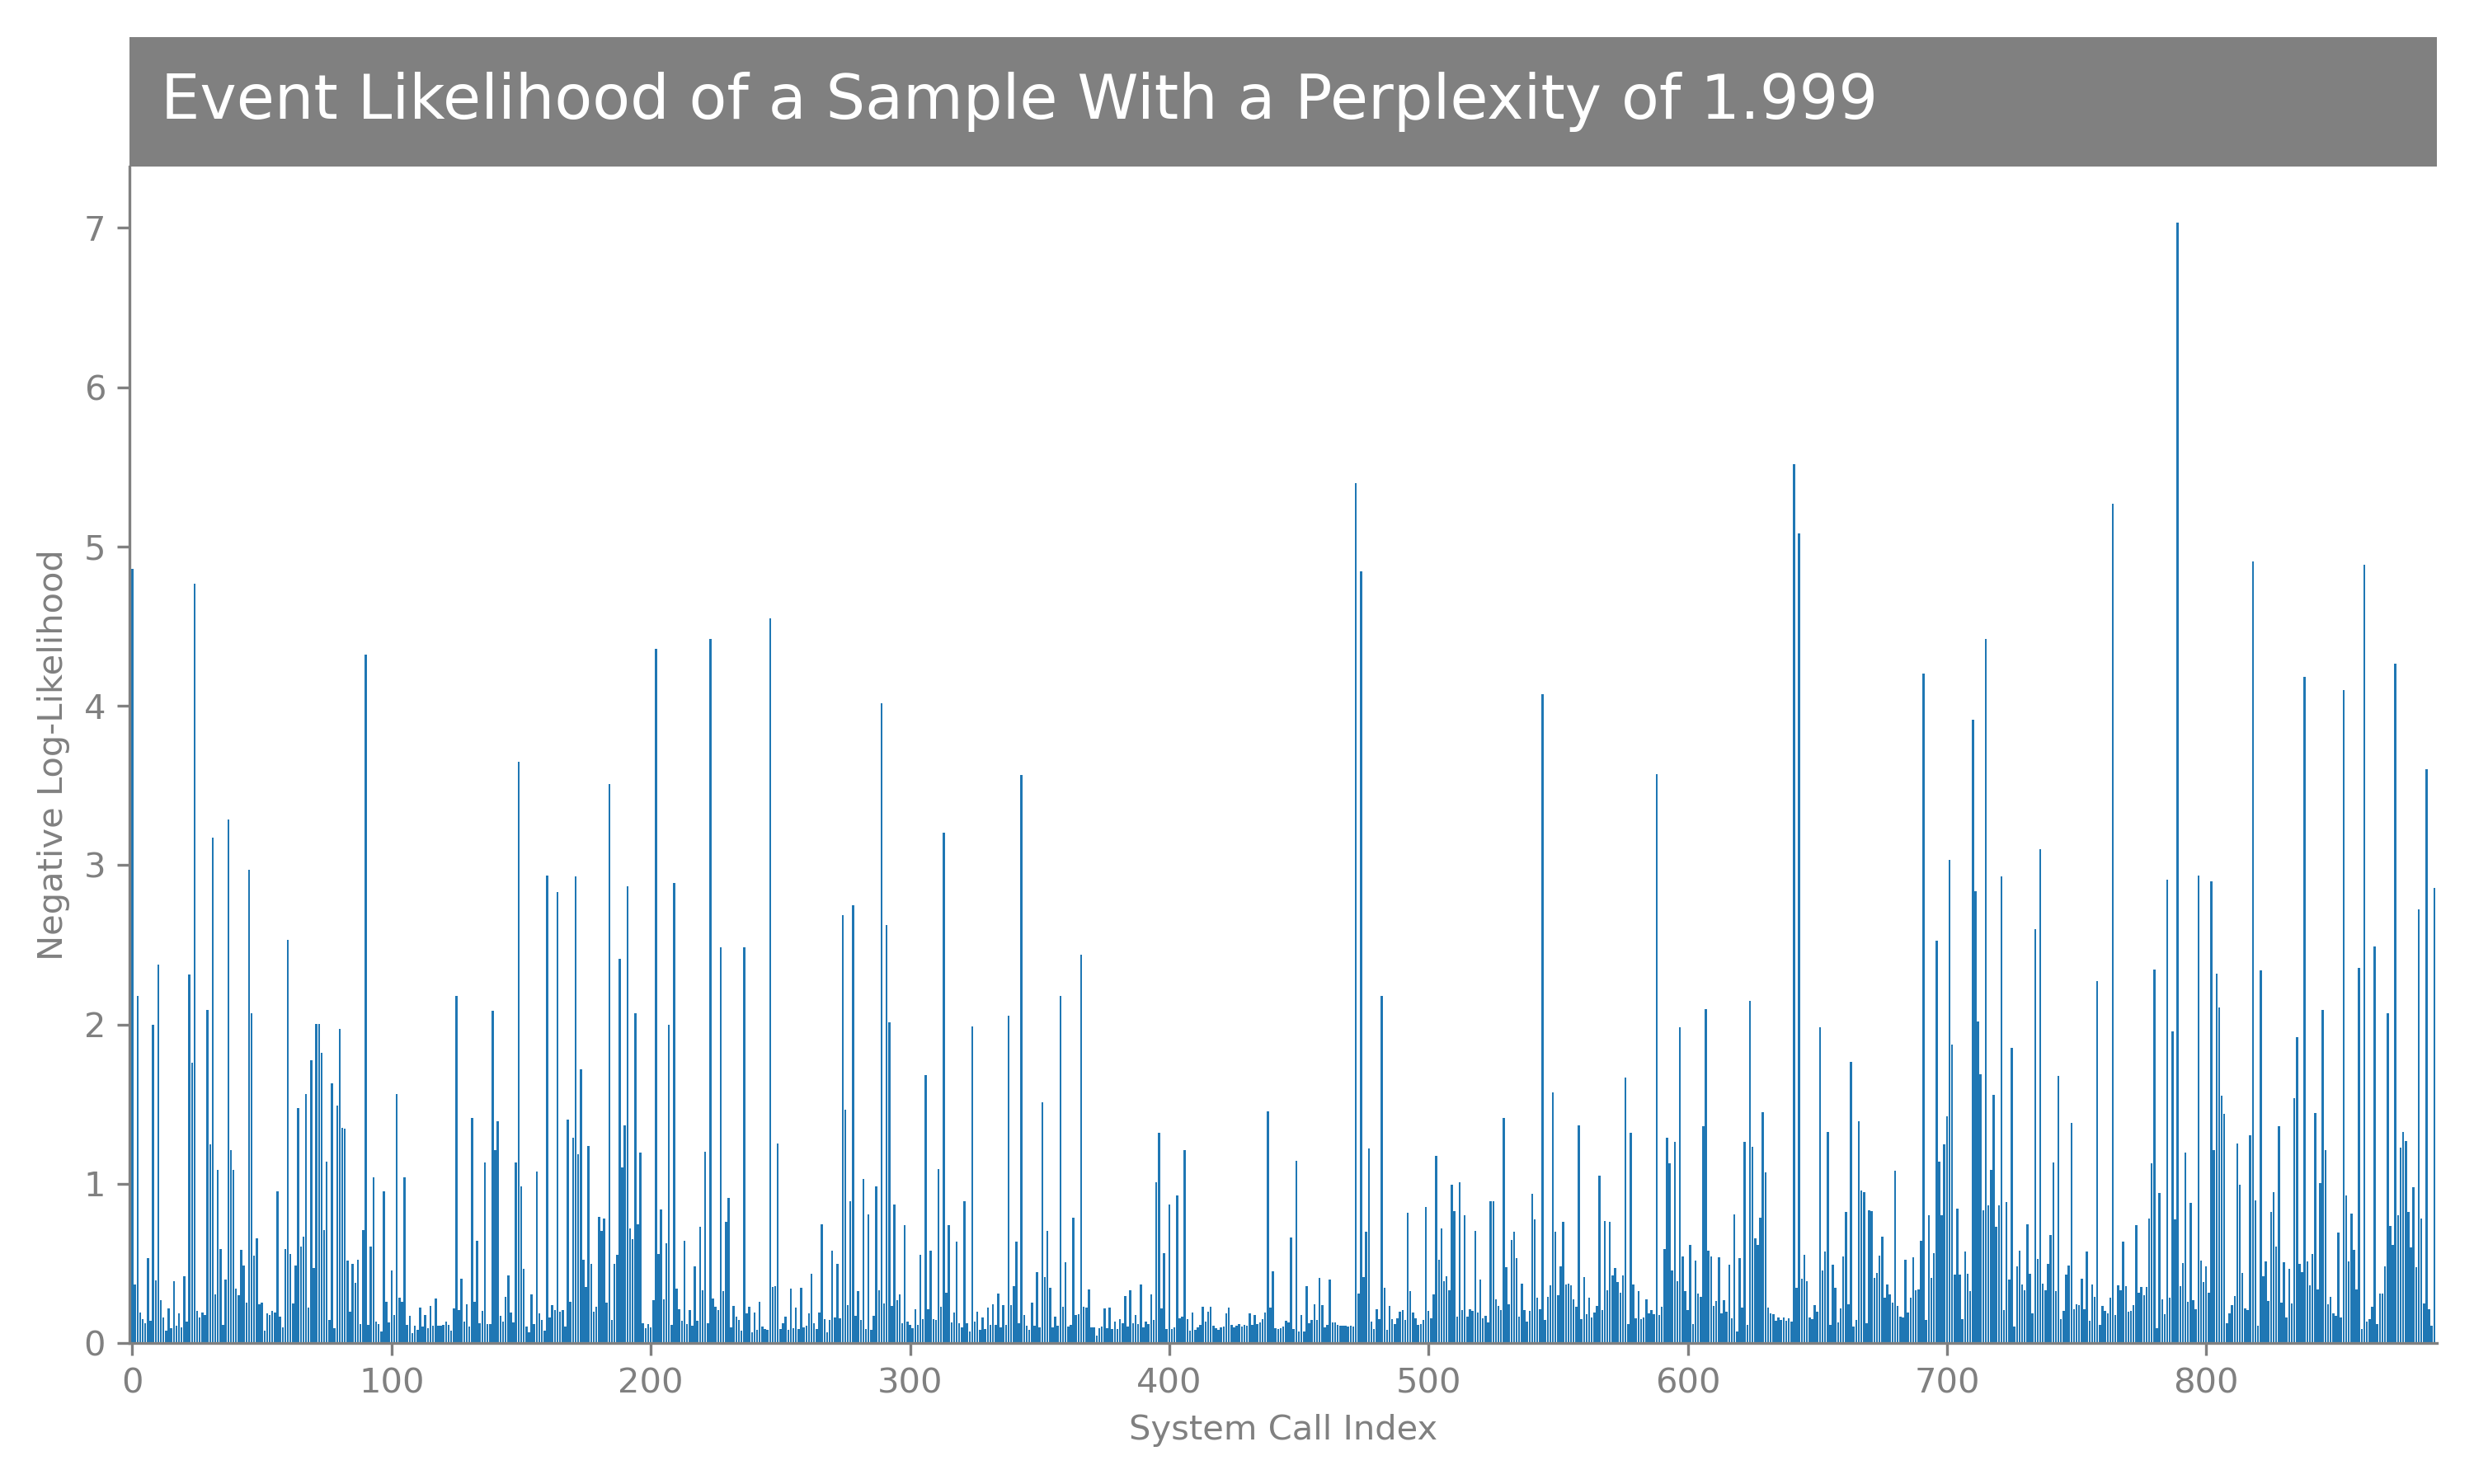 Event Likelihood of a Sample With a Perplexity of 1.999
Negative Log-Likelihood
7
6
5
4
3
2
1
0
0 100 200 300 400 500 600 700 800
System Call Index